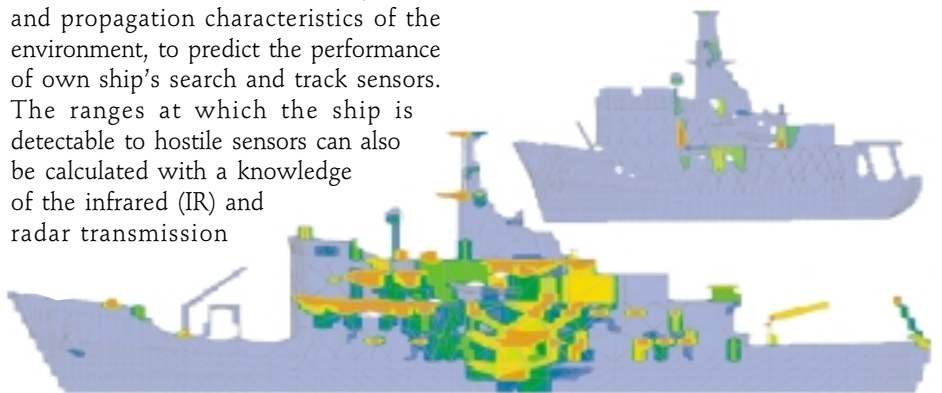 and propagation characteristics of the
environment, to predict the performance
of own ship's search and track sensors.
The ranges at which the ship is
detectable to hostile sensors can also
be calculated with a knowledge
of the infrared (IR) and
radar transmission